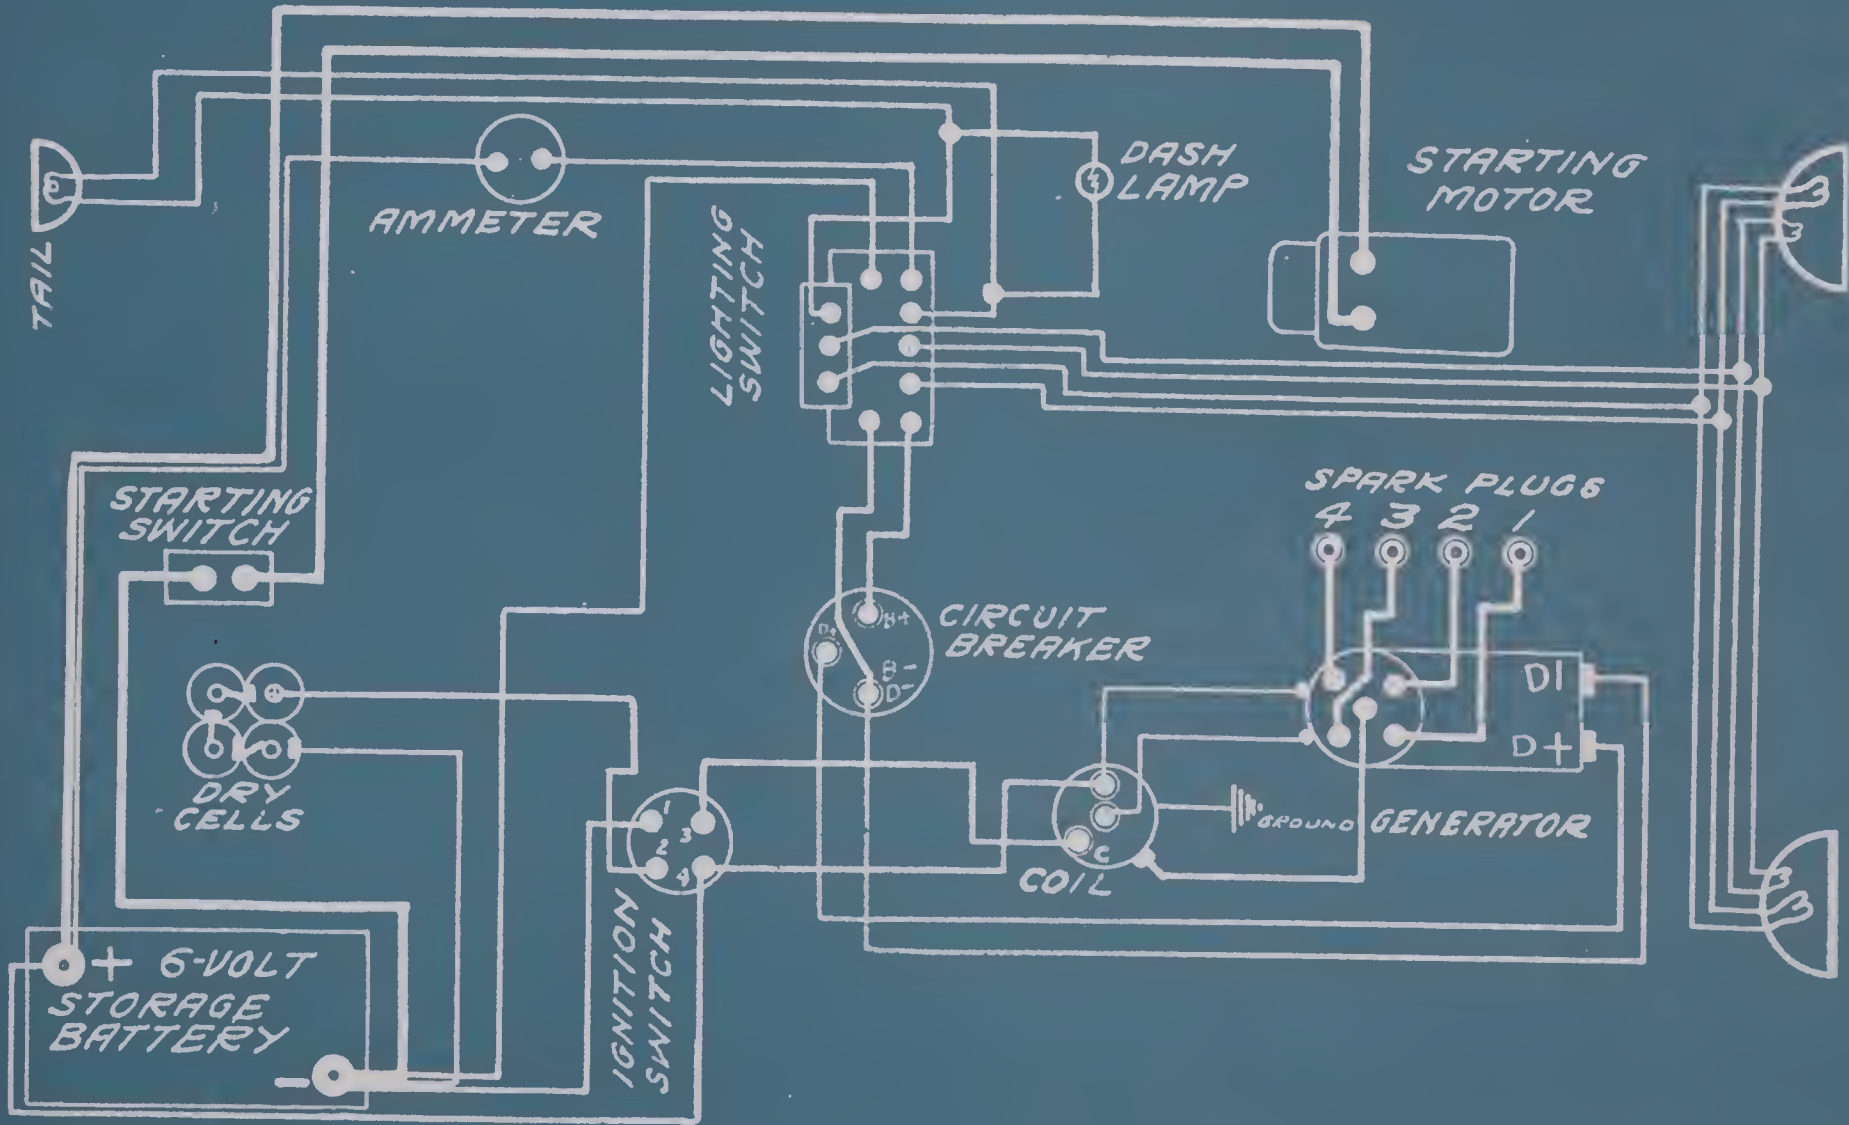 DASH
LAMP
STARTING
MOTOR
AMMETER
TAIL
LIGHTING
SWITCH
STARTING
SWITCH
SPARK PLUGS
4 3 2 1
CIRCUIT
BREAKER
B+
D+
B-
D-
D1
D+
DRY
CELLS
1
2
3
4
C
COIL
GROUND
GENERATOR
IGNITION
SWITCH
+ 6-VOLT
STORAGE
BATTERY
-